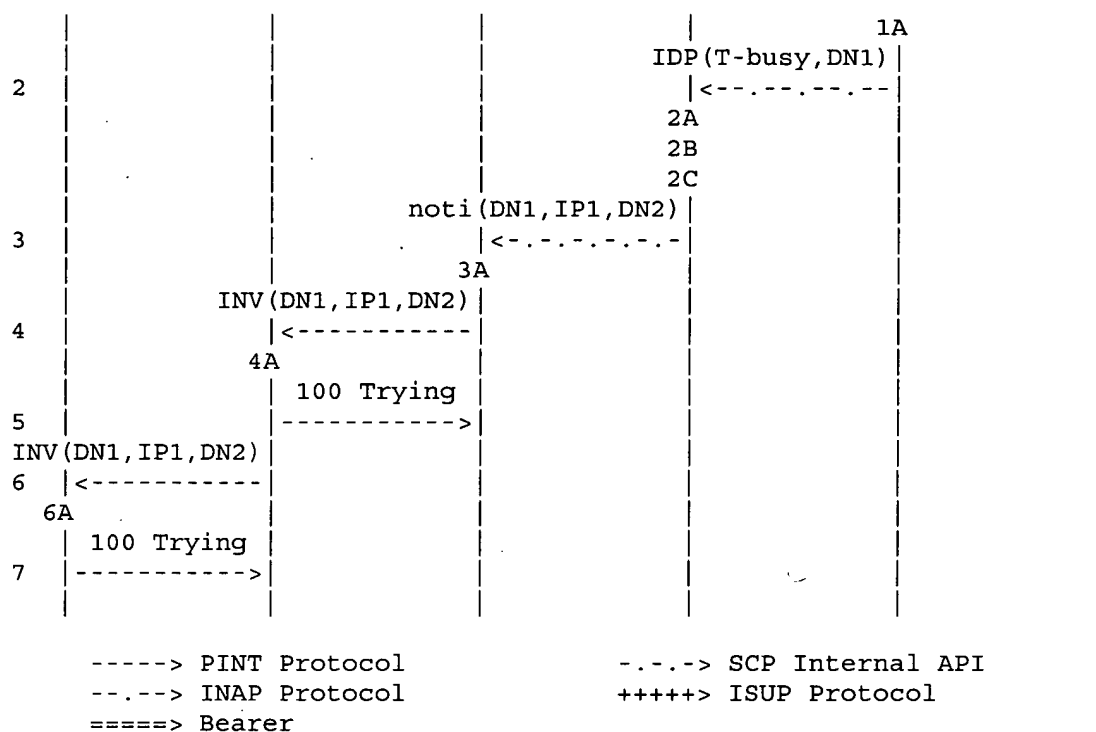 1A
IDP(T-busy,DN1)
2 |<--.--.--.--
2A
2B
2C
noti(DN1,IP1,DN2)
3 |<-.-.-.-.-.-
3A
INV(DN1,IP1,DN2)
4 |<-----------
4A
100 Trying
5 ----------->|
INV(DN1,IP1,DN2)
6 |<-----------
6A
100 Trying
7 |----------->|
-----> PINT Protocol -.-.-> SCP Internal API
--.--> INAP Protocol +++++> ISUP Protocol
=====> Bearer